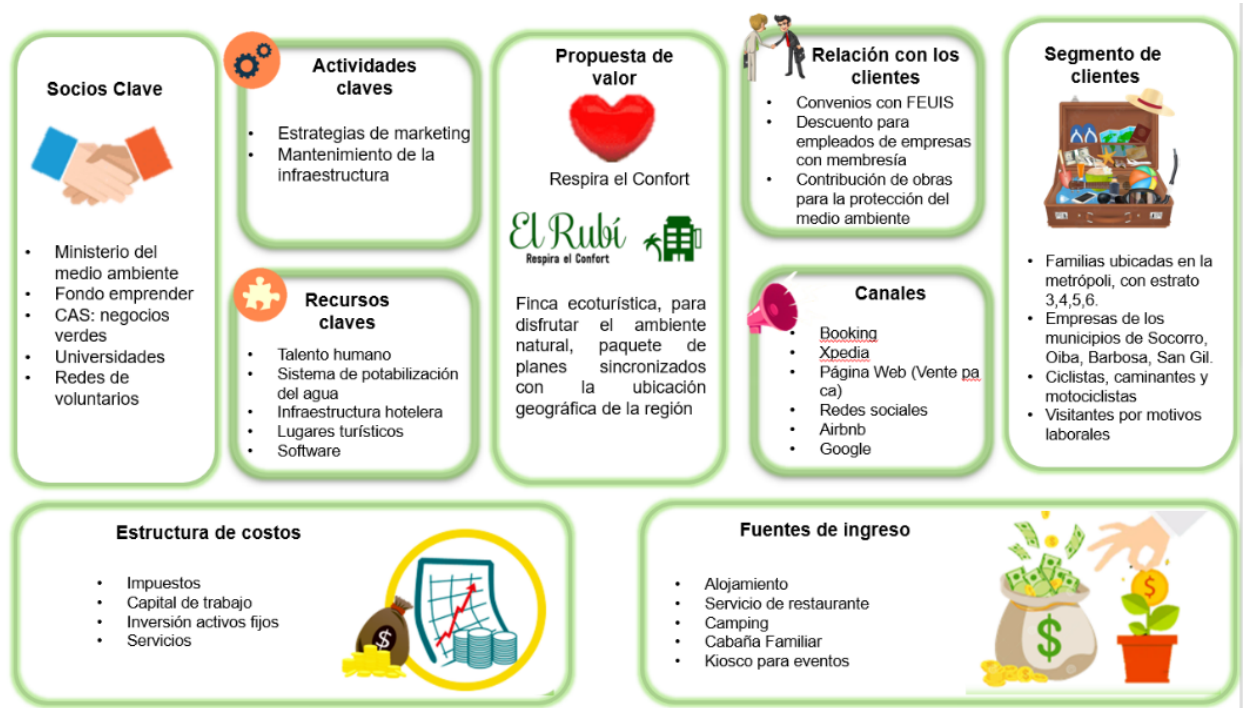 Socios Clave
• Ministerio del
medio ambiente
• Fondo emprender
• CAS: negocios
verdes
• Universidades
• Redes de
voluntarios
Actividades
claves
• Estrategias de marketing
• Mantenimiento de la
infraestructura
Recursos
claves
• Talento humano
• Sistema de potabilización
del agua
• Infraestructura hotelera
• Lugares turísticos
• Software
Propuesta de
valor
Respira el Confort
El Rubí
Respira el Confort
Finca ecoturística, para
disfrutar el ambiente
natural, paquete de
planes sincronizados
con la ubicación
geográfica de la región
Relación con los
clientes
• Convenios con FEUIS
• Descuento para
empleados de empresas
con membresía
• Contribución de obras
para la protección del
medio ambiente
Canales
• Booking
• Xpedia
• Página Web (Vente pa
ca)
• Redes sociales
• Airbnb
• Google
Segmento de
clientes
• Familias ubicadas en la
metrópoli, con estrato
3,4,5,6.
• Empresas de los
municipios de Socorro,
Oiba, Barbosa, San Gil.
• Ciclistas, caminantes y
motociclistas
• Visitantes por motivos
laborales
Estructura de costos
• Impuestos
• Capital de trabajo
• Inversión activos fijos
• Servicios
$
Fuentes de ingreso
• Alojamiento
• Servicio de restaurante
• Camping
• Cabaña Familiar
• Kiosco para eventos
$
$